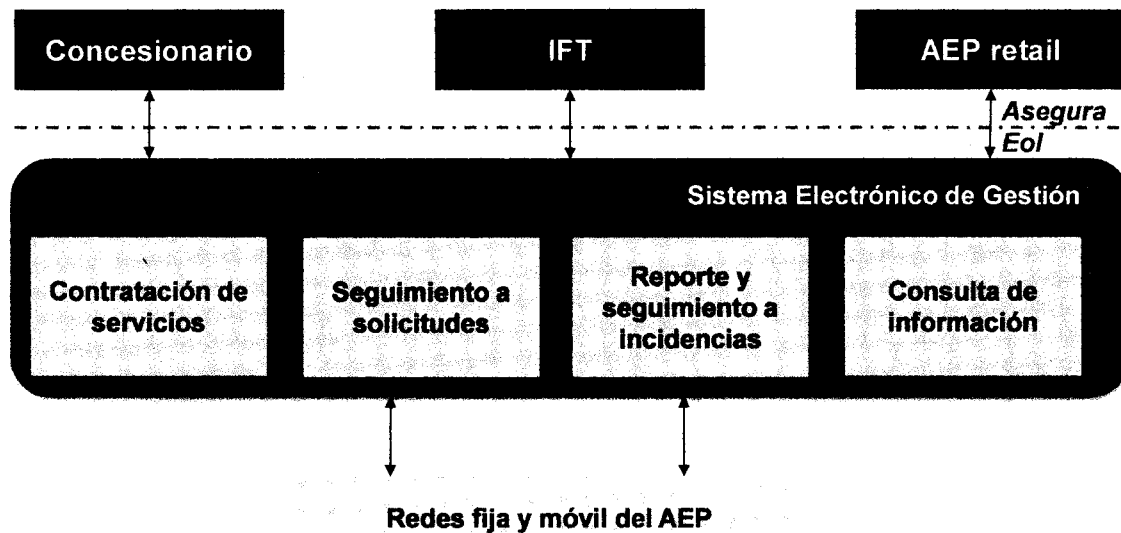 Concesionario
IFT
AEP retail
Asegura
EoI
Sistema Electrónico de Gestión
Contratación de
servicios
Seguimiento a
solicitudes
Reporte y
seguimiento a
incidencias
Consulta de
información
Redes fija y móvil del AEP